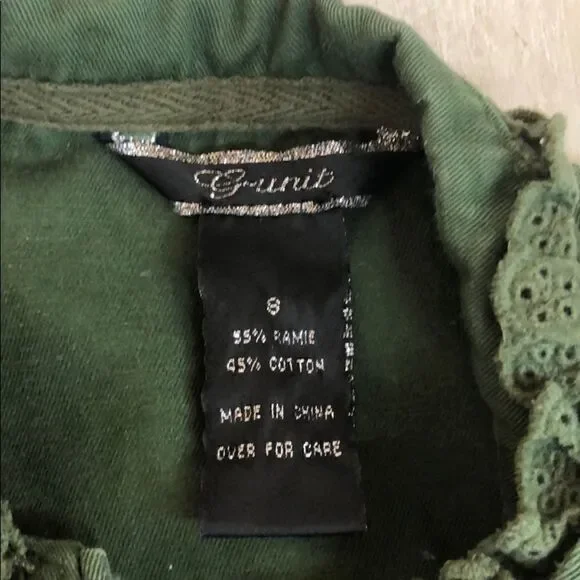 G-unit
8
55% RAMIE
45% COTTON
MADE IN CHINA
OVER FOR CARE